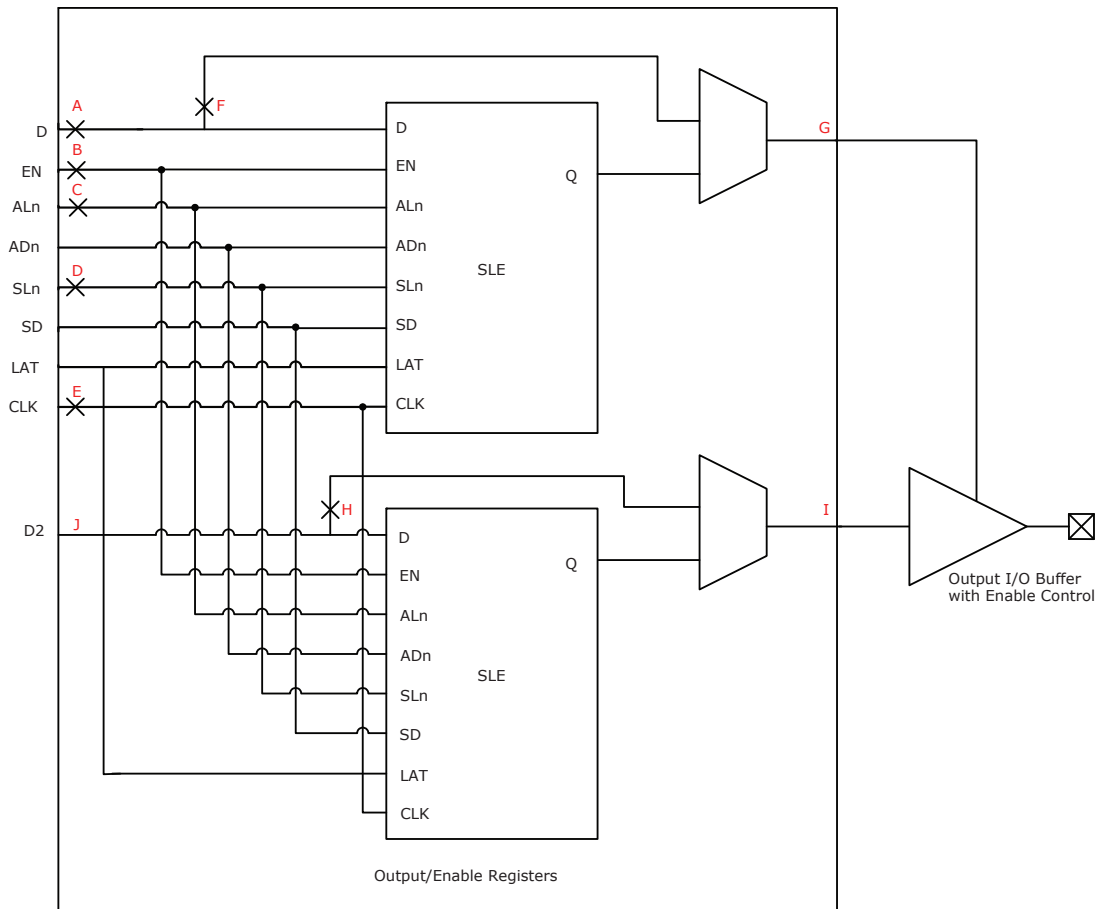 A
F
D
D
G
B
EN
EN
Q
C
ALn
ALn
ADn
ADn
SLE
D
SLn
SLn
SD
SD
LAT
LAT
E
CLK
CLK
J
H
I
D2
D
Q
EN
Output I/O Buffer
with Enable Control
ALn
ADn
SLE
SLn
SD
LAT
CLK
Output/Enable Registers